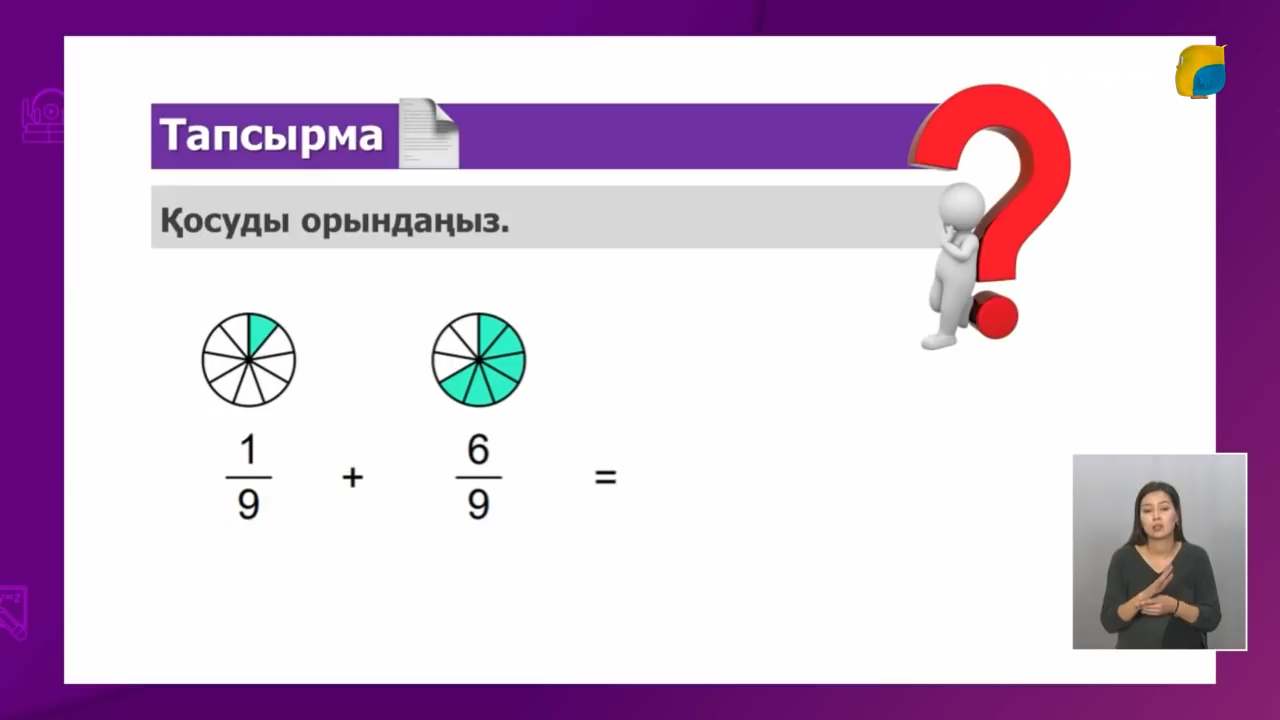 Тапсырма
Қосуды орындаңыз.
1/9 + 6/9 =